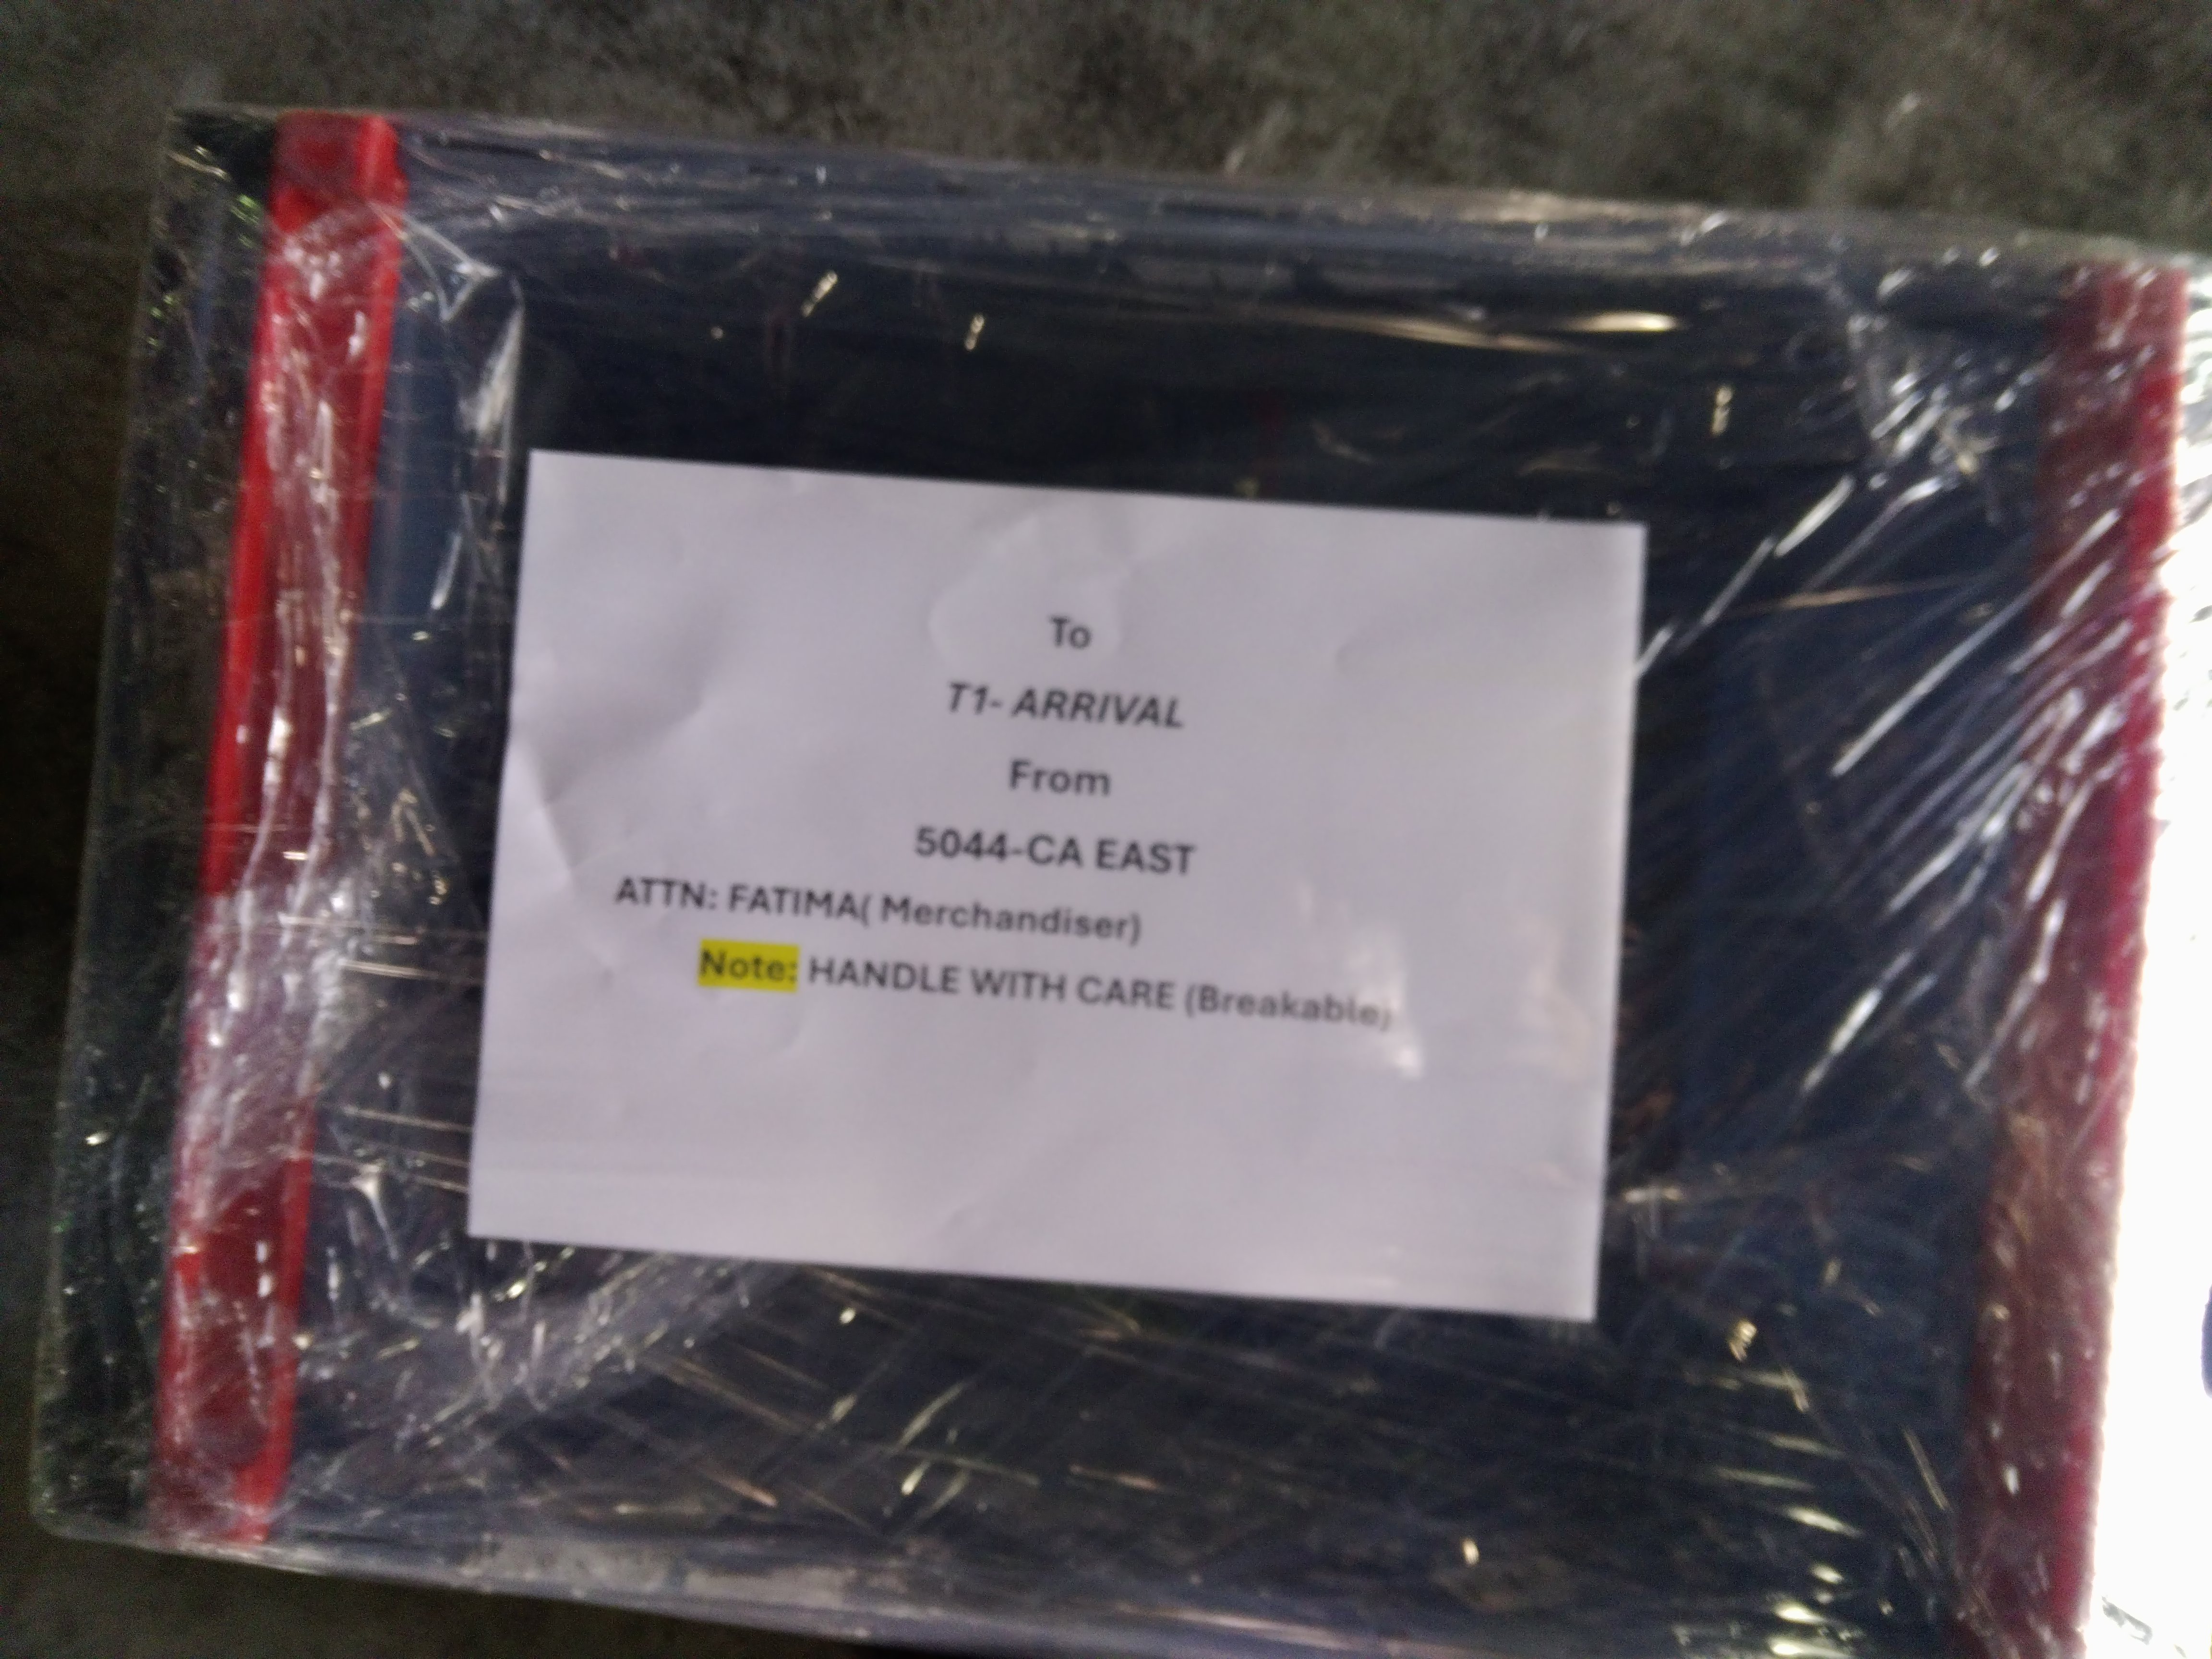 To
T1- ARRIVAL
From
5044-CA EAST
ATTN: FATIMA( Merchandiser)
Note: HANDLE WITH CARE (Breakable)